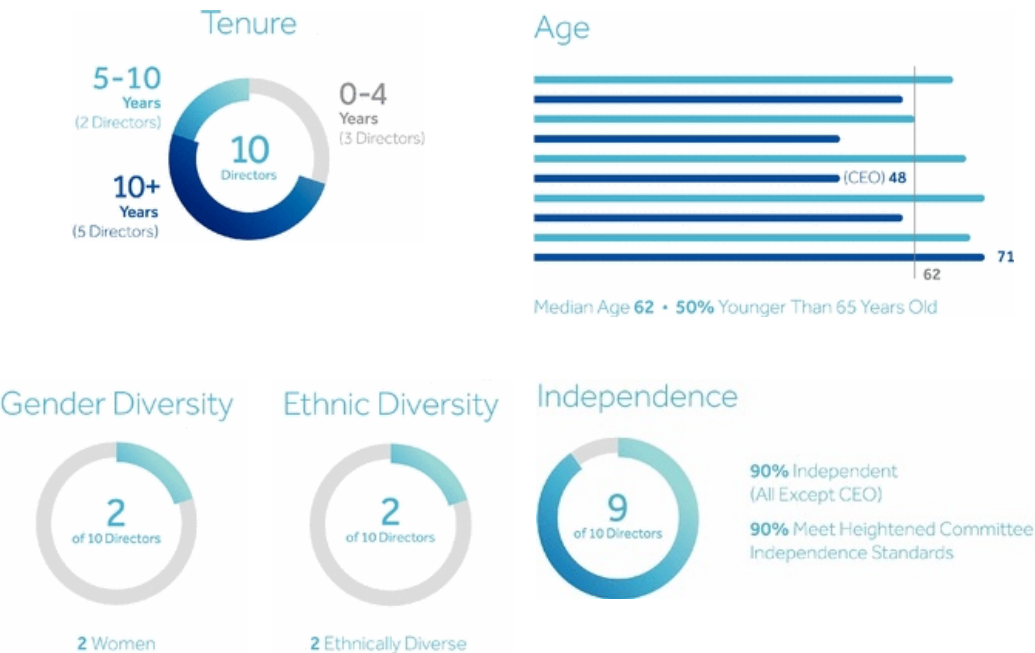 Tenure
5-10
Years
(2 Directors)
0-4
Years
(3 Directors)
10
Directors
10+
Years
(5 Directors)
Age
(CEO) 48
71
62
Median Age 62 • 50% Younger Than 65 Years Old
Gender Diversity
2
of 10 Directors
2 Women
Ethnic Diversity
2
of 10 Directors
2 Ethnically Diverse
Independence
9
of 10 Directors
90% Independent
(All Except CEO)
90% Meet Heightened Committee
Independence Standards